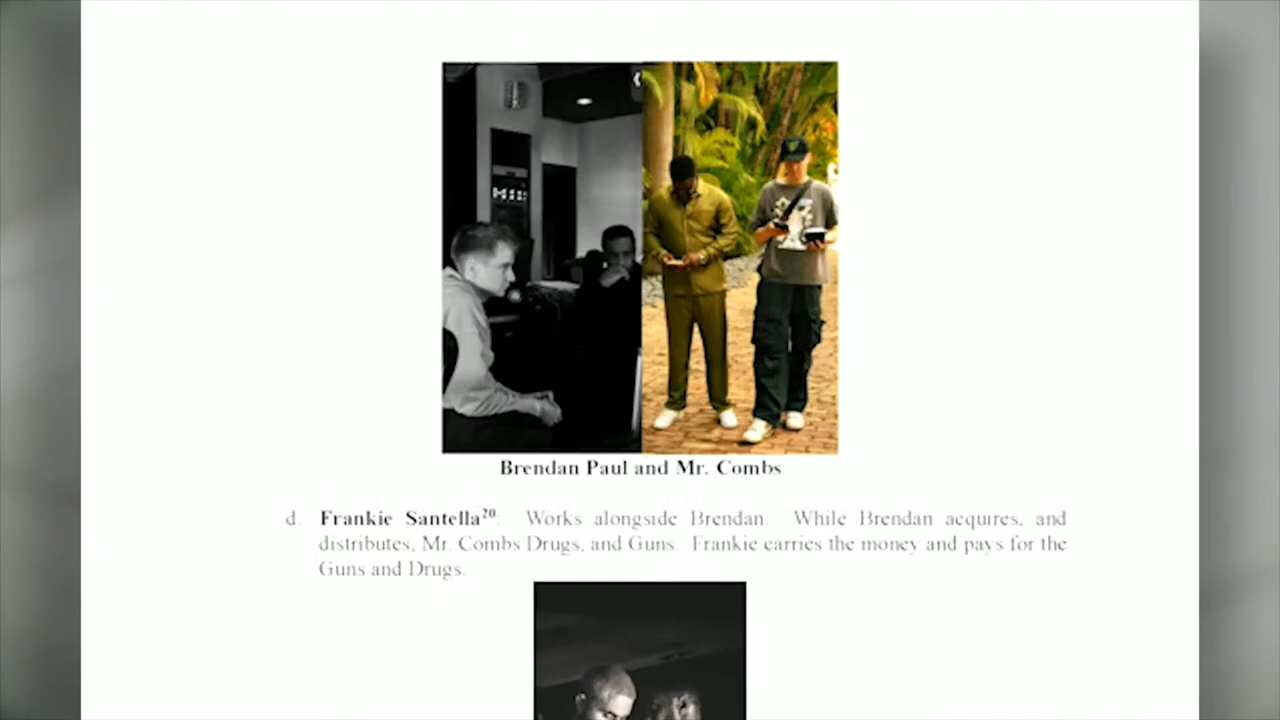 Brendan Paul and Mr. Combs
d. Frankie Santella20: Works alongside Brendan. While Brendan acquires, and
distributes, Mr. Combs Drugs, and Guns. Frankie carries the money and pays for the
Guns and Drugs.